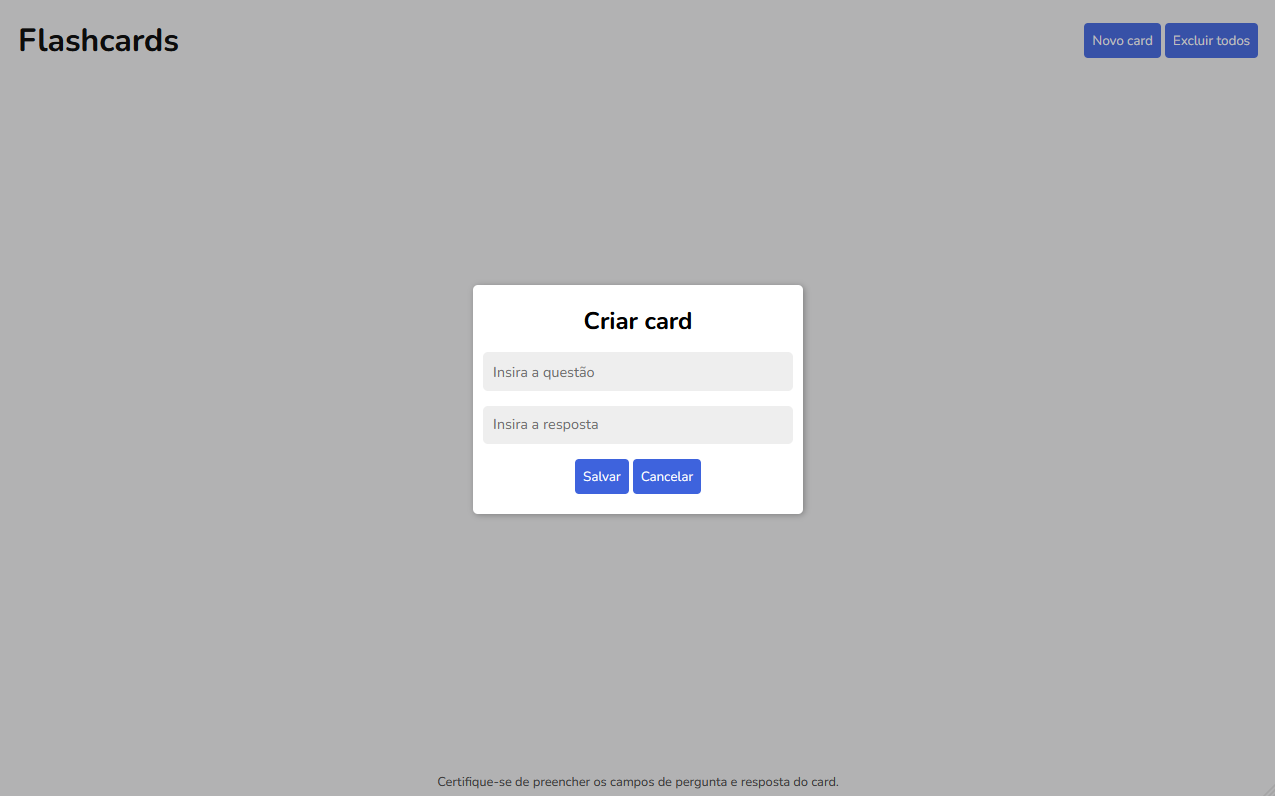 Flashcards
Novo card
Excluir todos
Criar card
Insira a questão
Insira a resposta
Salvar
Cancelar
Certifique-se de preencher os campos de pergunta e resposta do card.